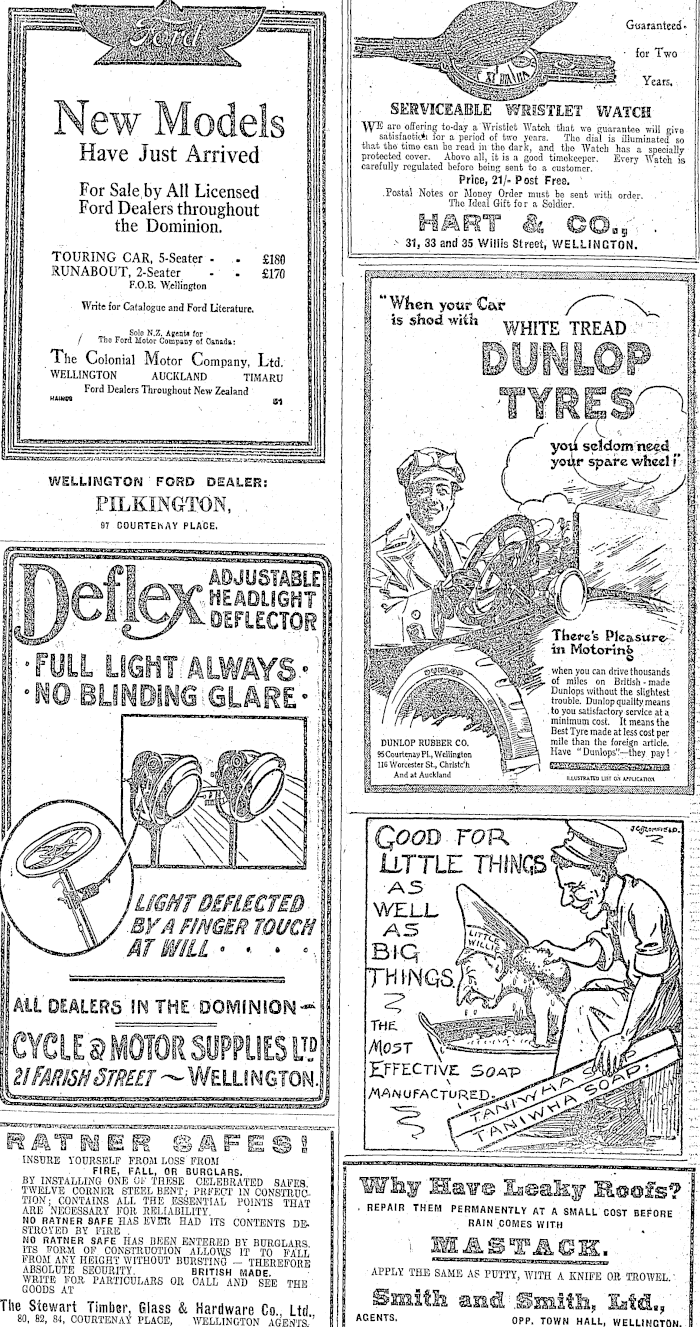 Ford
New Models
Have Just Arrived
For Sale by All Licensed
Ford Dealers throughout
the Dominion.
TOURING CAR, 5-Seater - - £180
RUNABOUT, 2-Seater - - £170
F.O.B. Wellington
Write for Catalogue and Ford Literature.
Sole N.Z. Agents for
The Ford Motor Company of Canada:
The Colonial Motor Company, Ltd.
WELLINGTON AUCKLAND TIMARU
Ford Dealers Throughout New Zealand
HAINES 151
WELLINGTON FORD DEALER:
PILKINGTON,
97 COURTENAY PLACE.
Deflex ADJUSTABLE
HEADLIGHT
DEFLECTOR
·FULL LIGHT ALWAYS·
·NO BLINDING GLARE·
LIGHT DEFLECTED
BY A FINGER TOUCH
AT WILL · · · ·
ALL DEALERS IN THE DOMINION—
CYCLE & MOTOR SUPPLIES LTD
21 FARISH STREET ~ WELLINGTON.
RATNER SAFES!
INSURE YOURSELF FROM LOSS FROM
FIRE, FALL, OR BURGLARS.
BY INSTALLING ONE OF THESE CELEBRATED SAFES.
TWELVE CORNER STEEL BENT; PRFECT IN CONSTRUC-
TION; CONTAINS ALL THE ESSENTIAL POINTS THAT
ARE NECESSARY FOR RELIABILITY.
NO RATNER SAFE HAS EVER HAD ITS CONTENTS DE-
STROYED BY FIRE
NO RATNER SAFE HAS BEEN ENTERED BY BURGLARS.
ITS FORM OF CONSTRUCTION ALLOWS IT TO FALL
FROM ANY HEIGHT WITHOUT BURSTING — THEREFORE
ABSOLUTE SECURITY. BRITISH MADE.
WRITE FOR PARTICULARS OR CALL AND SEE THE
GOODS AT
The Stewart Timber, Glass & Hardware Co., Ltd.,
80, 82, 84, COURTENAY PLACE, WELLINGTON AGENTS.
Guaranteed
for Two
Years.
SERVICEABLE WRISTLET WATCH
WE are offering to-day a Wristlet Watch that we guarantee will give
satisfaction for a period of two years. The dial is illuminated so
that the time can be read in the dark, and the Watch has a specially
protected cover. Above all, it is a good timekeeper. Every Watch is
carefully regulated before being sent to a customer.
Price, 21/- Post Free.
Postal Notes or Money Order must be sent with order.
The Ideal Gift for a Soldier.
HART & CO.,
31, 33 and 35 Willis Street, WELLINGTON.
"When your Car
is shod with
WHITE TREAD
DUNLOP
TYRES
you seldom need
your spare wheel!"
DUNLOP
There's Pleasure
in Motoring
when you can drive thousands
of miles on British-made
Dunlops without the slightest
trouble. Dunlop quality means
to you satisfactory service at a
minimum cost. It means the
Best Tyre made at less cost per
mile than the foreign article.
Have "Dunlops"—they pay!
ILLUSTRATED LIST ON APPLICATION
DUNLOP RUBBER CO.
95 Courtenay Pl., Wellington
116 Worcester St., Christc'h
And at Auckland
GOOD FOR
LITTLE THINGS
AS
WELL
AS
BIG
THINGS
LITTLE
WILLIE
THE
MOST
EFFECTIVE SOAP
MANUFACTURED.
TANIWHA SOAP
TANIWHA SOAP.
Why Have Leaky Roofs?
REPAIR THEM PERMANENTLY AT A SMALL COST BEFORE
RAIN COMES WITH
MASTACK.
APPLY THE SAME AS PUTTY, WITH A KNIFE OR TROWEL.
Smith and Smith, Ltd.,
AGENTS. OPP. TOWN HALL, WELLINGTON.